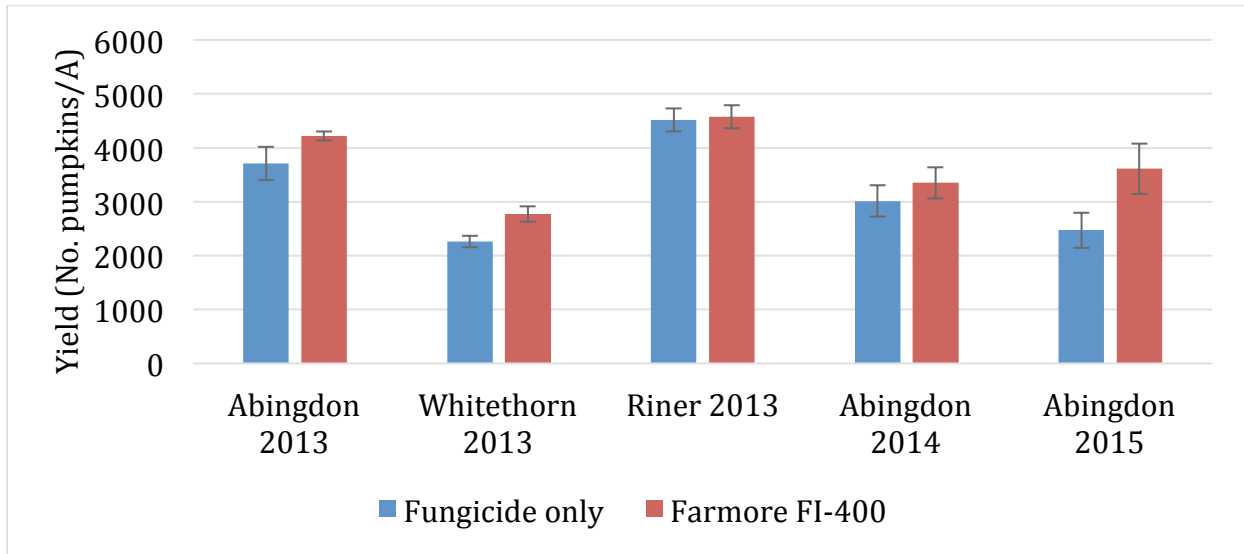 Yield (No. pumpkins/A)
6000
5000
4000
3000
2000
1000
0
Abingdon
2013
Whitethorn
2013
Riner 2013
Abingdon
2014
Abingdon
2015
Fungicide only
Farmore FI-400